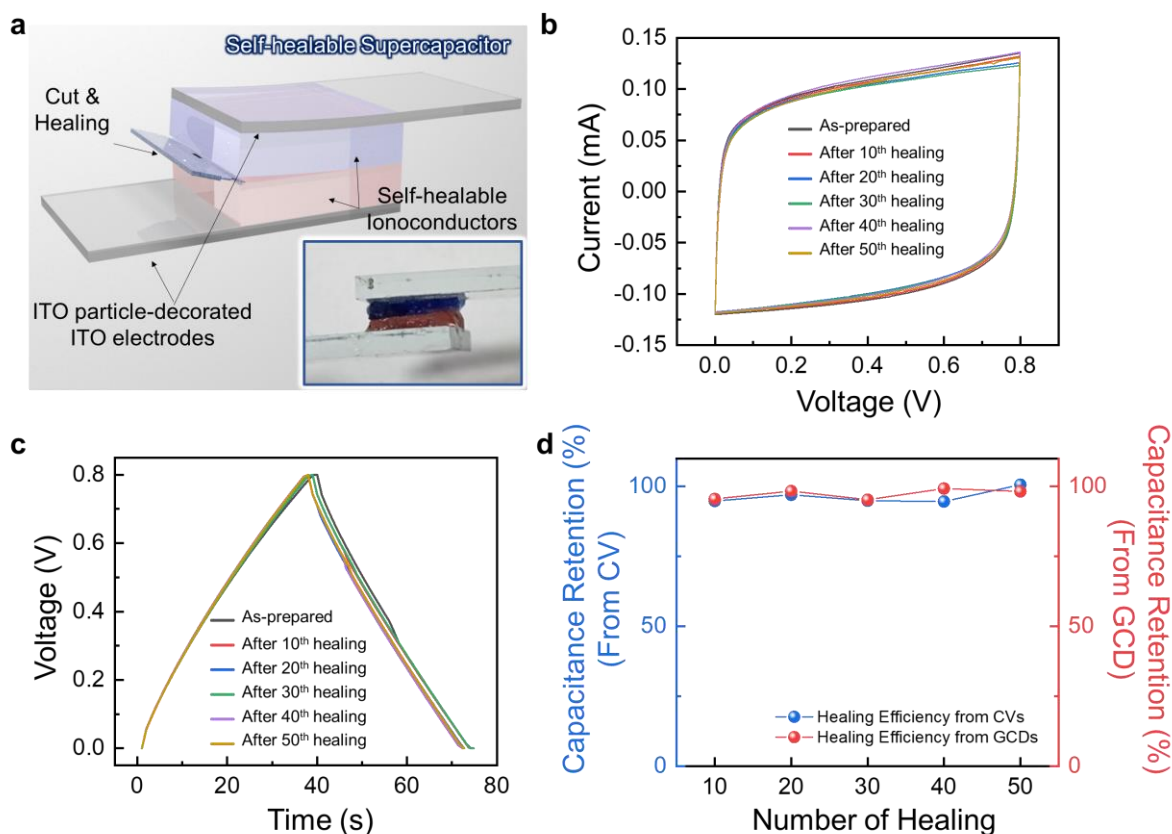 a
Self-healable Supercapacitor
Cut &
Healing
Self-healable
Ionoconductors
ITO particle-decorated
ITO electrodes
b
0.15
0.10
0.05
0.00
-0.05
-0.10
-0.15
Current (mA)
As-prepared
After 10th healing
After 20th healing
After 30th healing
After 40th healing
After 50th healing
0.0 0.2 0.4 0.6 0.8
Voltage (V)
c
0.8
0.6
0.4
0.2
0.0
Voltage (V)
As-prepared
After 10th healing
After 20th healing
After 30th healing
After 40th healing
After 50th healing
0 20 40 60 80
Time (s)
d
Capacitance Retention (%)
(From CV)
100
50
0
Healing Efficiency from CVs
Healing Efficiency from GCDs
100
50
0
Capacitance Retention (%)
(From GCD)
10 20 30 40 50
Number of Healing